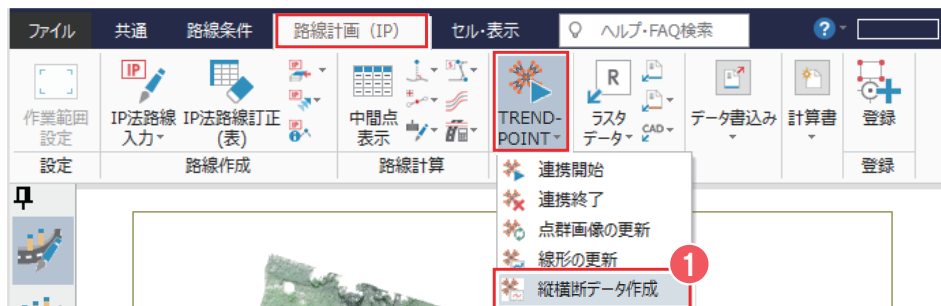 ファイル 共通 路線条件 路線計画（IP） セル・表示 ヘルプ・FAQ検索 ?
作業範囲
設定
IP
IP法路線
入力
IP法路線訂正
(表)
中間点
表示
TREND-
POINT
R
ラスタ
データ
CAD
データ書込み
計算書
登録
設定 路線作成 路線計算 登録
連携開始
連携終了
点群画像の更新
線形の更新
1
縦横断データ作成